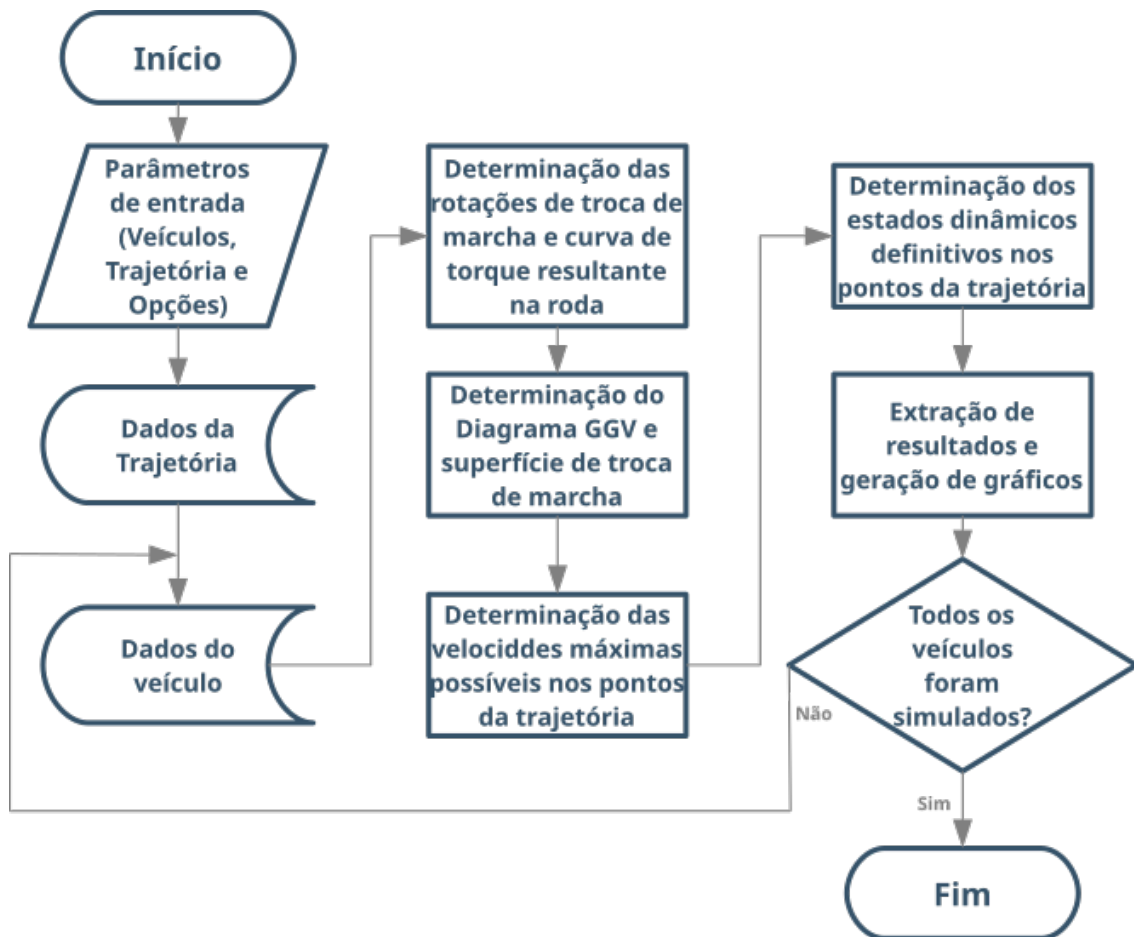 Início
Parâmetros
de entrada
(Veículos,
Trajetória e
Opções)
Dados da
Trajetória
Dados do
veículo
Determinação das
rotações de troca de
marcha e curva de
torque resultante
na roda
Determinação do
Diagrama GGV e
superfície de troca
de marcha
Determinação das
velociddes máximas
possíveis nos pontos
da trajetória
Determinação dos
estados dinâmicos
definitivos nos
pontos da trajetória
Extração de
resultados e
geração de gráficos
Todos os
veículos
foram
simulados?
Não
Sim
Fim